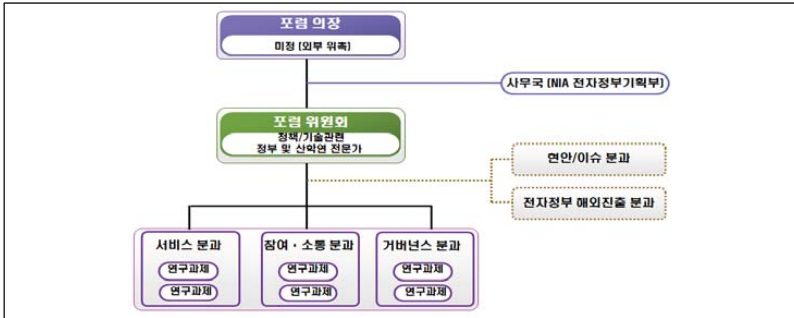 포럼 의장
미정 (외부 위촉)
사무국 (NIA 전자정부기획부)
포럼 위원회
정책/기술관련
정부 및 산학연 전문가
현안/이슈 분과
전자정부 해외진출 분과
서비스 분과
연구과제
연구과제
참여・소통 분과
연구과제
연구과제
거버넌스 분과
연구과제
연구과제